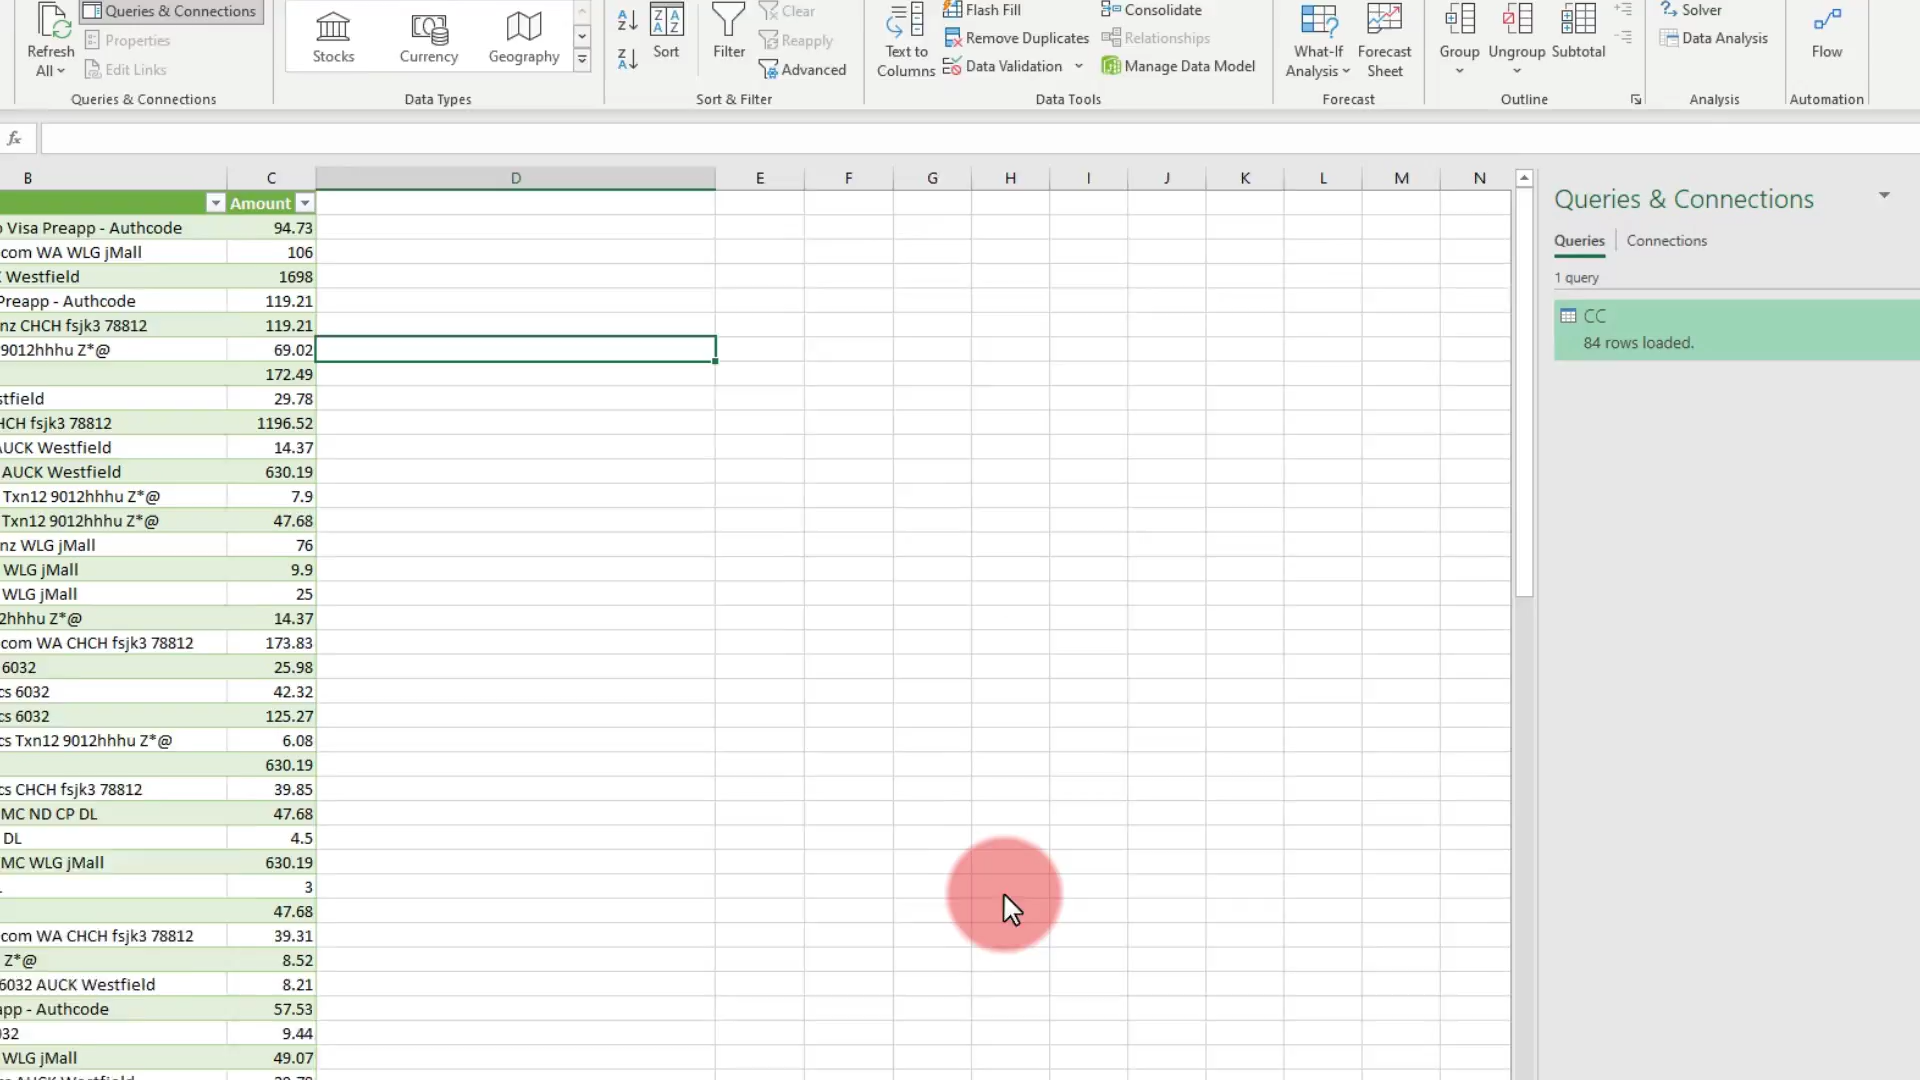 Queries & Connections
Properties
Edit Links
Refresh
All
Queries & Connections
Stocks
Currency
Geography
Data Types
Sort
Filter
Clear
Reapply
Advanced
Sort & Filter
Text to
Columns
Flash Fill
Remove Duplicates
Data Validation
Consolidate
Relationships
Manage Data Model
Data Tools
What-If
Analysis
Forecast
Sheet
Forecast
Group
Ungroup
Subtotal
Outline
Solver
Data Analysis
Analysis
Flow
Automation
fx
B C D E F G H I J K L M N
Amount
Visa Preapp - Authcode 94.73
com WA WLG jMall 106
Westfield 1698
Preapp - Authcode 119.21
nz CHCH fsjk3 78812 119.21
9012hhhu Z*@ 69.02
172.49
stfield 29.78
HCH fsjk3 78812 1196.52
AUCK Westfield 14.37
AUCK Westfield 630.19
Txn12 9012hhhu Z*@ 7.9
Txn12 9012hhhu Z*@ 47.68
nz WLG jMall 76
WLG jMall 9.9
WLG jMall 25
2hhhu Z*@ 14.37
com WA CHCH fsjk3 78812 173.83
6032 25.98
cs 6032 42.32
cs 6032 125.27
cs Txn12 9012hhhu Z*@ 6.08
630.19
cs CHCH fsjk3 78812 39.85
MC ND CP DL 47.68
DL 4.5
MC WLG jMall 630.19
3
47.68
com WA CHCH fsjk3 78812 39.31
Z*@ 8.52
6032 AUCK Westfield 8.21
app - Authcode 57.53
032 9.44
WLG jMall 49.07
Queries & Connections
Queries Connections
1 query
CC
84 rows loaded.